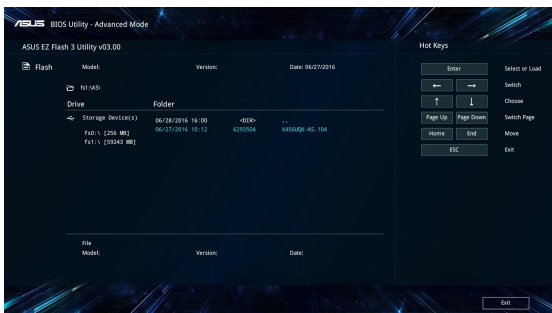 ASUS BIOS Utility - Advanced Mode
ASUS EZ Flash 3 Utility v03.00
Flash
Model: Version: Date: 06/27/2016
fs1:\AS\
Drive Folder
Storage Device(s)
fs0:\ [256 MB]
fs1:\ [59243 MB]
06/28/2016 16:00 <DIR> ..
06/27/2016 10:12 6293504 X456UQK-AS.104
File
Model: Version: Date:
Hot Keys
Enter Select or Load
← → Switch
↑ ↓ Choose
Page Up Page Down Switch Page
Home End Move
ESC Exit
Exit